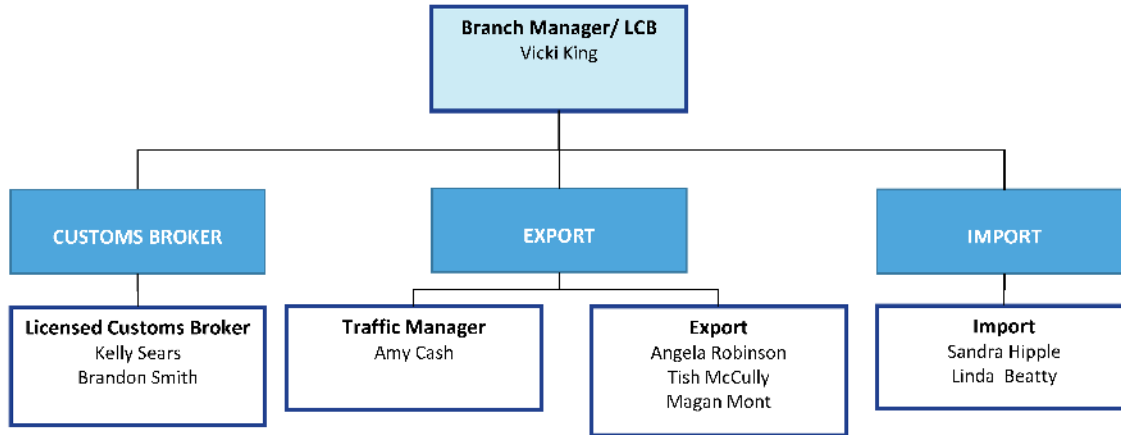 Branch Manager/ LCB
Vicki King
CUSTOMS BROKER
EXPORT
IMPORT
Licensed Customs Broker
Kelly Sears
Brandon Smith
Traffic Manager
Amy Cash
Export
Angela Robinson
Tish McCully
Magan Mont
Import
Sandra Hipple
Linda Beatty